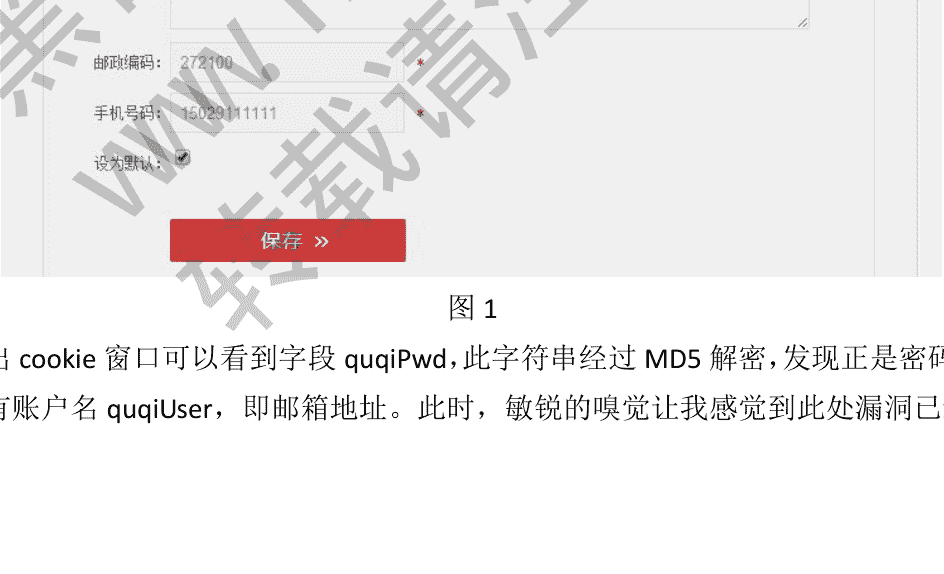 邮政编码： 272100 *
手机号码： 15029111111 *
设为默认：
保存 »
图 1
cookie 窗口可以看到字段 quqiPwd，此字符串经过 MD5 解密，发现正是密码
有账户名 quqiUser，即邮箱地址。此时，敏锐的嗅觉让我感觉到此处漏洞已
黑
www.
转载请注